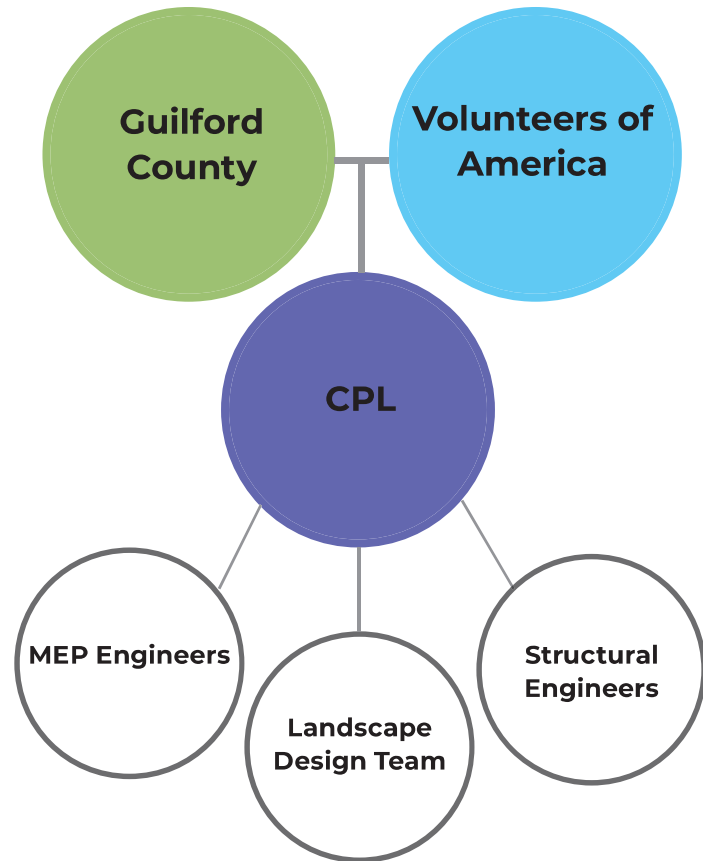 Guilford
County
Volunteers of
America
CPL
MEP Engineers
Landscape
Design Team
Structural
Engineers